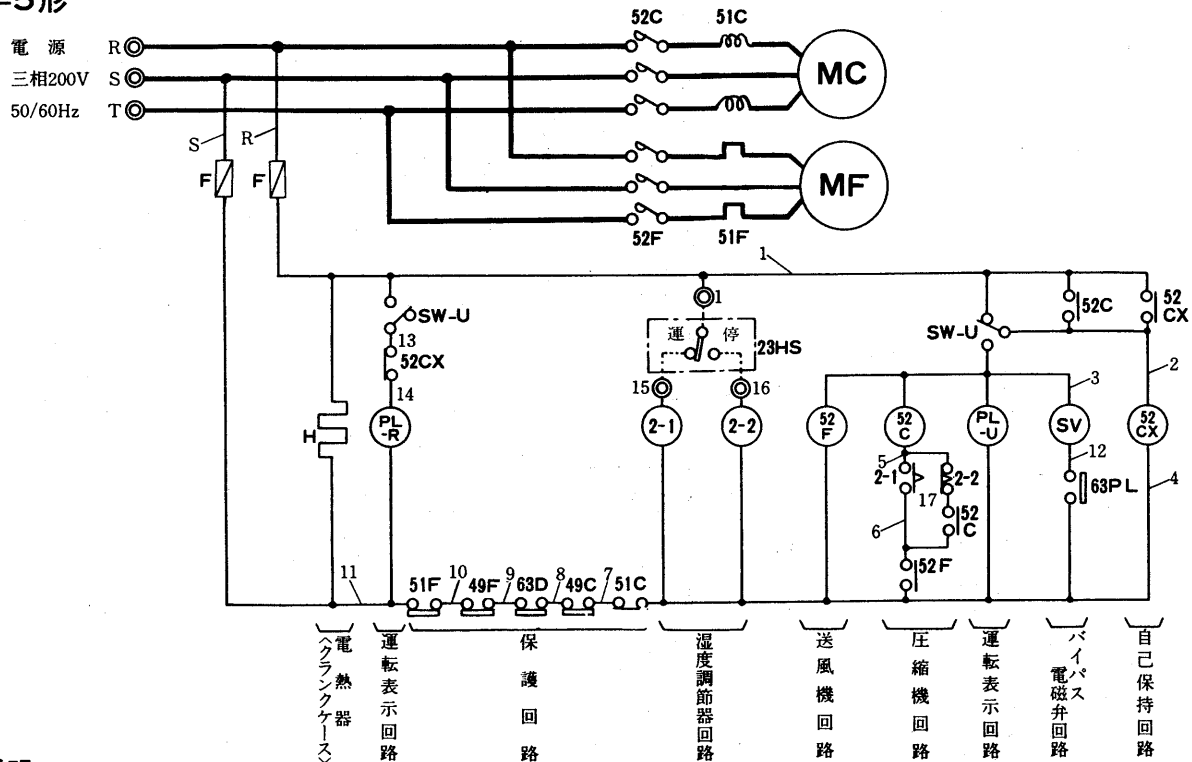 -5形
52C 51C
電源 R
三相200V S
50/60Hz T
MC
S R
F F
MF
52F 51F
1
1
SW-U
13
52CX
14
運 停
23HS
15 16
SW-U
52C
52 CX
3 2
H
PL -R
2-1
2-2
52 F
52 C
PL -U
SV
52 CX
5
2-1
2-2
17
12
63PL
4
6
52 C
52F
11
51F 10 49F 9 63D 8 49C 7 51C
電熱器 〈クランクケース〉
運転表示回路
保護回路
湿度調節器回路
送風機回路
圧縮機回路
運転表示回路
バイパス 電磁弁回路
自己保持回路